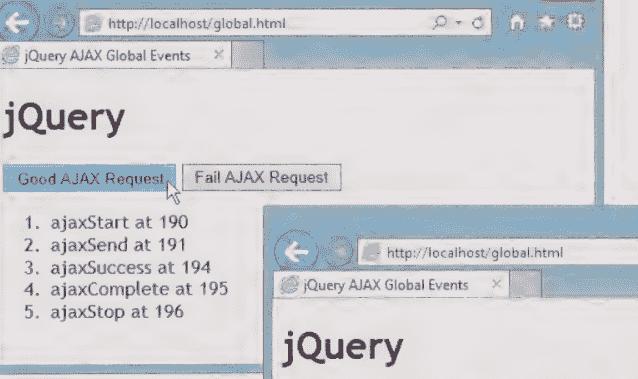 http://localhost/global.html
jQuery AJAX Global Events
jQuery
Good AJAX Request
Fail AJAX Request
1. ajaxStart at 190
2. ajaxSend at 191
3. ajaxSuccess at 194
4. ajaxComplete at 195
5. ajaxStop at 196
http://localhost/global.html
jQuery AJAX Global Events
jQuery